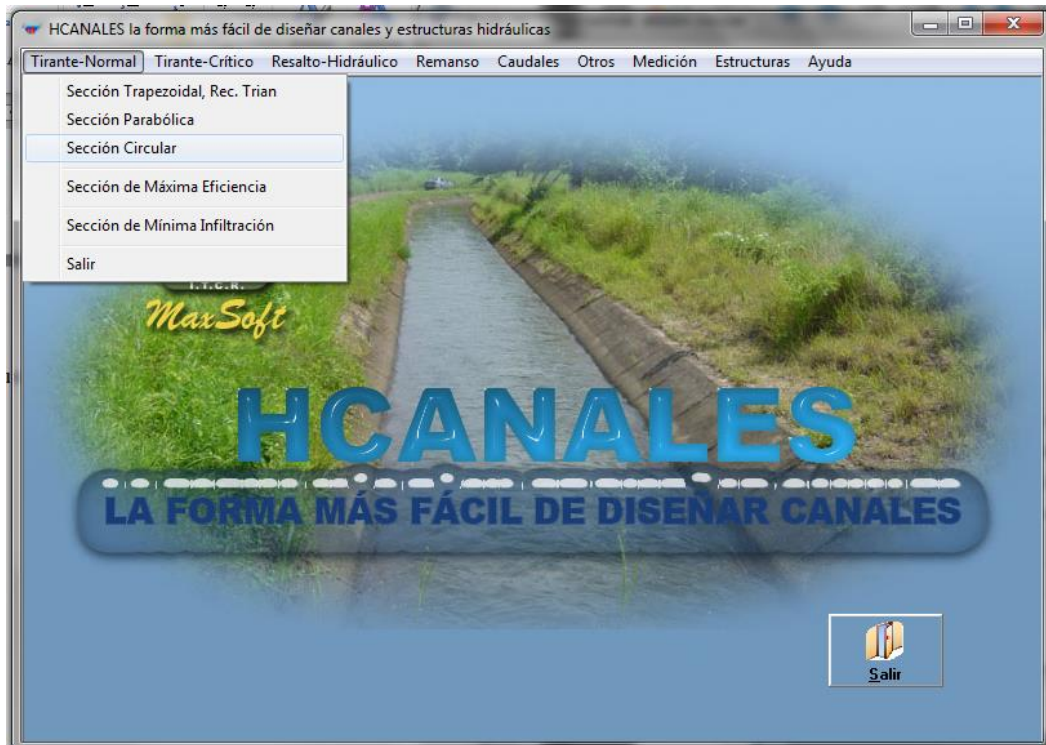 HCANALES la forma más fácil de diseñar canales y estructuras hidráulicas
Tirante-Normal Tirante-Crítico Resalto-Hidráulico Remanso Caudales Otros Medición Estructuras Ayuda
Sección Trapezoidal, Rec. Trian
Sección Parabólica
Sección Circular
Sección de Máxima Eficiencia
Sección de Mínima Infiltración
Salir
I.T.C.R.
MaxSoft
HCANALES
LA FORMA MÁS FÁCIL DE DISEÑAR CANALES
Salir